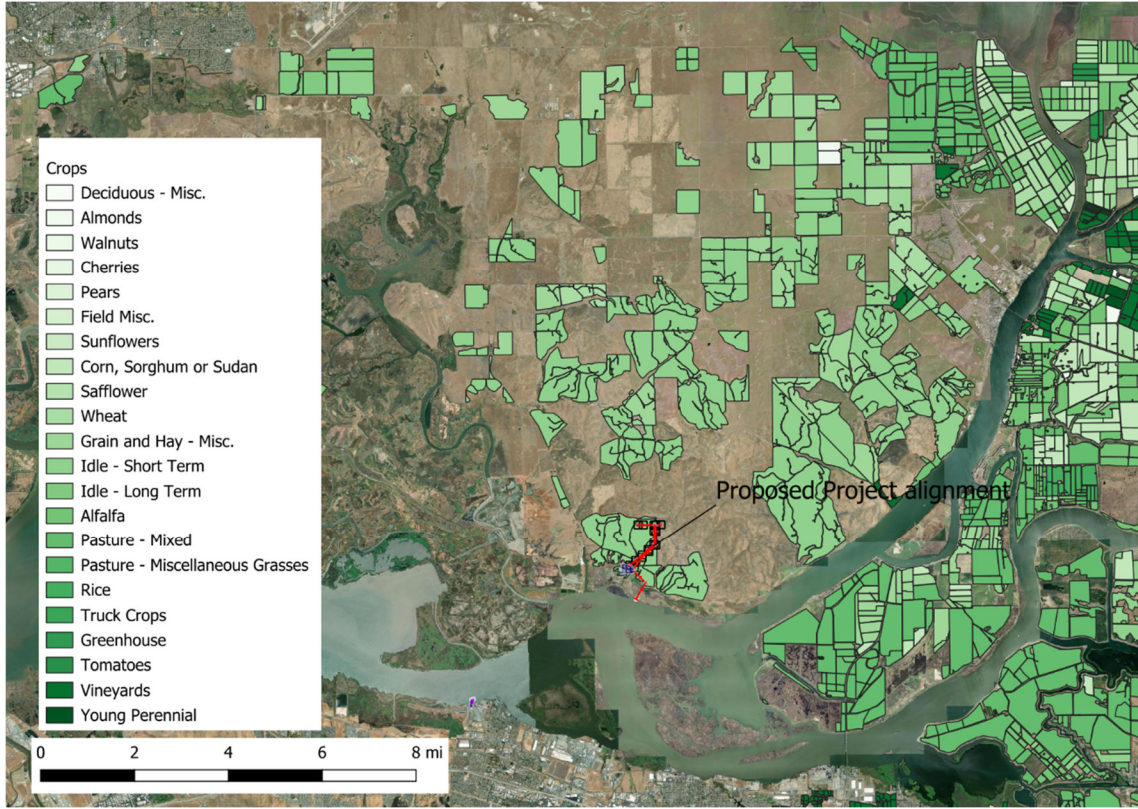 Crops
Deciduous - Misc.
Almonds
Walnuts
Cherries
Pears
Field Misc.
Sunflowers
Corn, Sorghum or Sudan
Safflower
Wheat
Grain and Hay - Misc.
Idle - Short Term
Idle - Long Term
Alfalfa
Pasture - Mixed
Pasture - Miscellaneous Grasses
Rice
Truck Crops
Greenhouse
Tomatoes
Vineyards
Young Perennial
Proposed Project alignment
0 2 4 6 8 mi